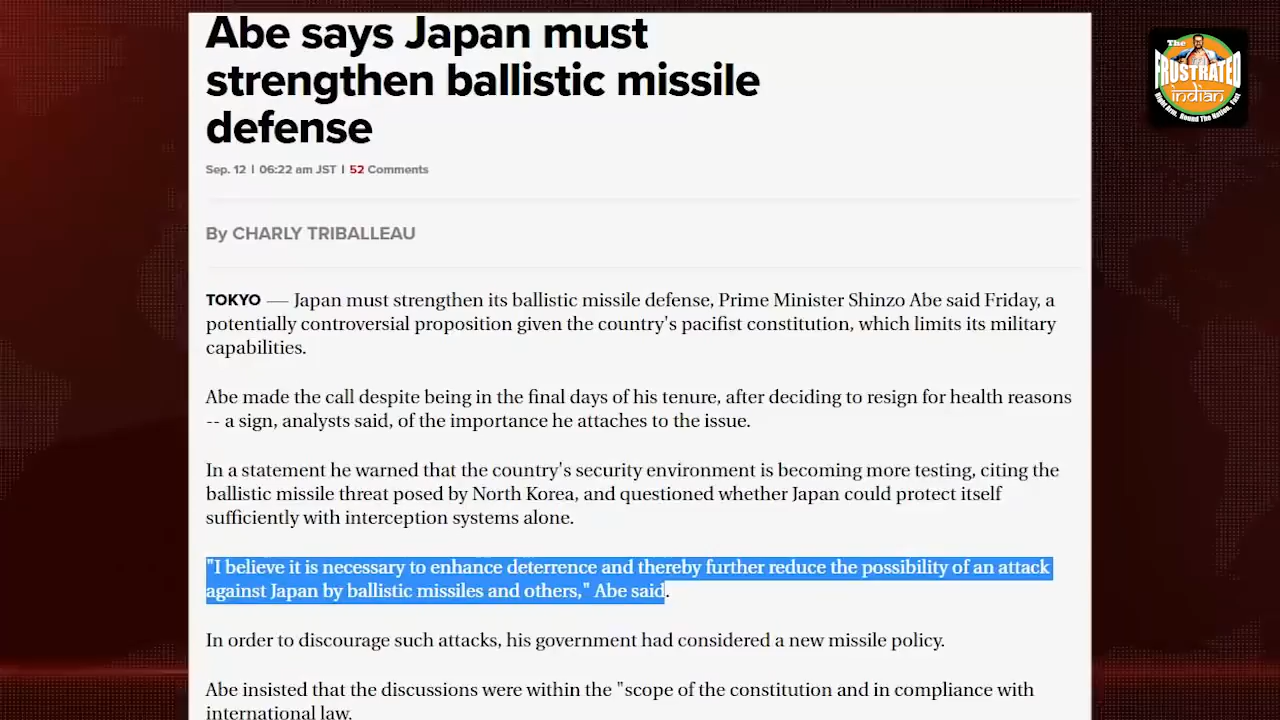 Abe says Japan must
strengthen ballistic missile
defense
Sep. 12 | 06:22 am JST | 52 Comments
By CHARLY TRIBALLEAU
TOKYO — Japan must strengthen its ballistic missile defense, Prime Minister Shinzo Abe said Friday, a
potentially controversial proposition given the country's pacifist constitution, which limits its military
capabilities.
Abe made the call despite being in the final days of his tenure, after deciding to resign for health reasons
-- a sign, analysts said, of the importance he attaches to the issue.
In a statement he warned that the country's security environment is becoming more testing, citing the
ballistic missile threat posed by North Korea, and questioned whether Japan could protect itself
sufficiently with interception systems alone.
"I believe it is necessary to enhance deterrence and thereby further reduce the possibility of an attack
against Japan by ballistic missiles and others," Abe said.
In order to discourage such attacks, his government had considered a new missile policy.
Abe insisted that the discussions were within the "scope of the constitution and in compliance with
international law.
The
FRUSTRATED
indian
Right Arm. Round The Nation. Fast